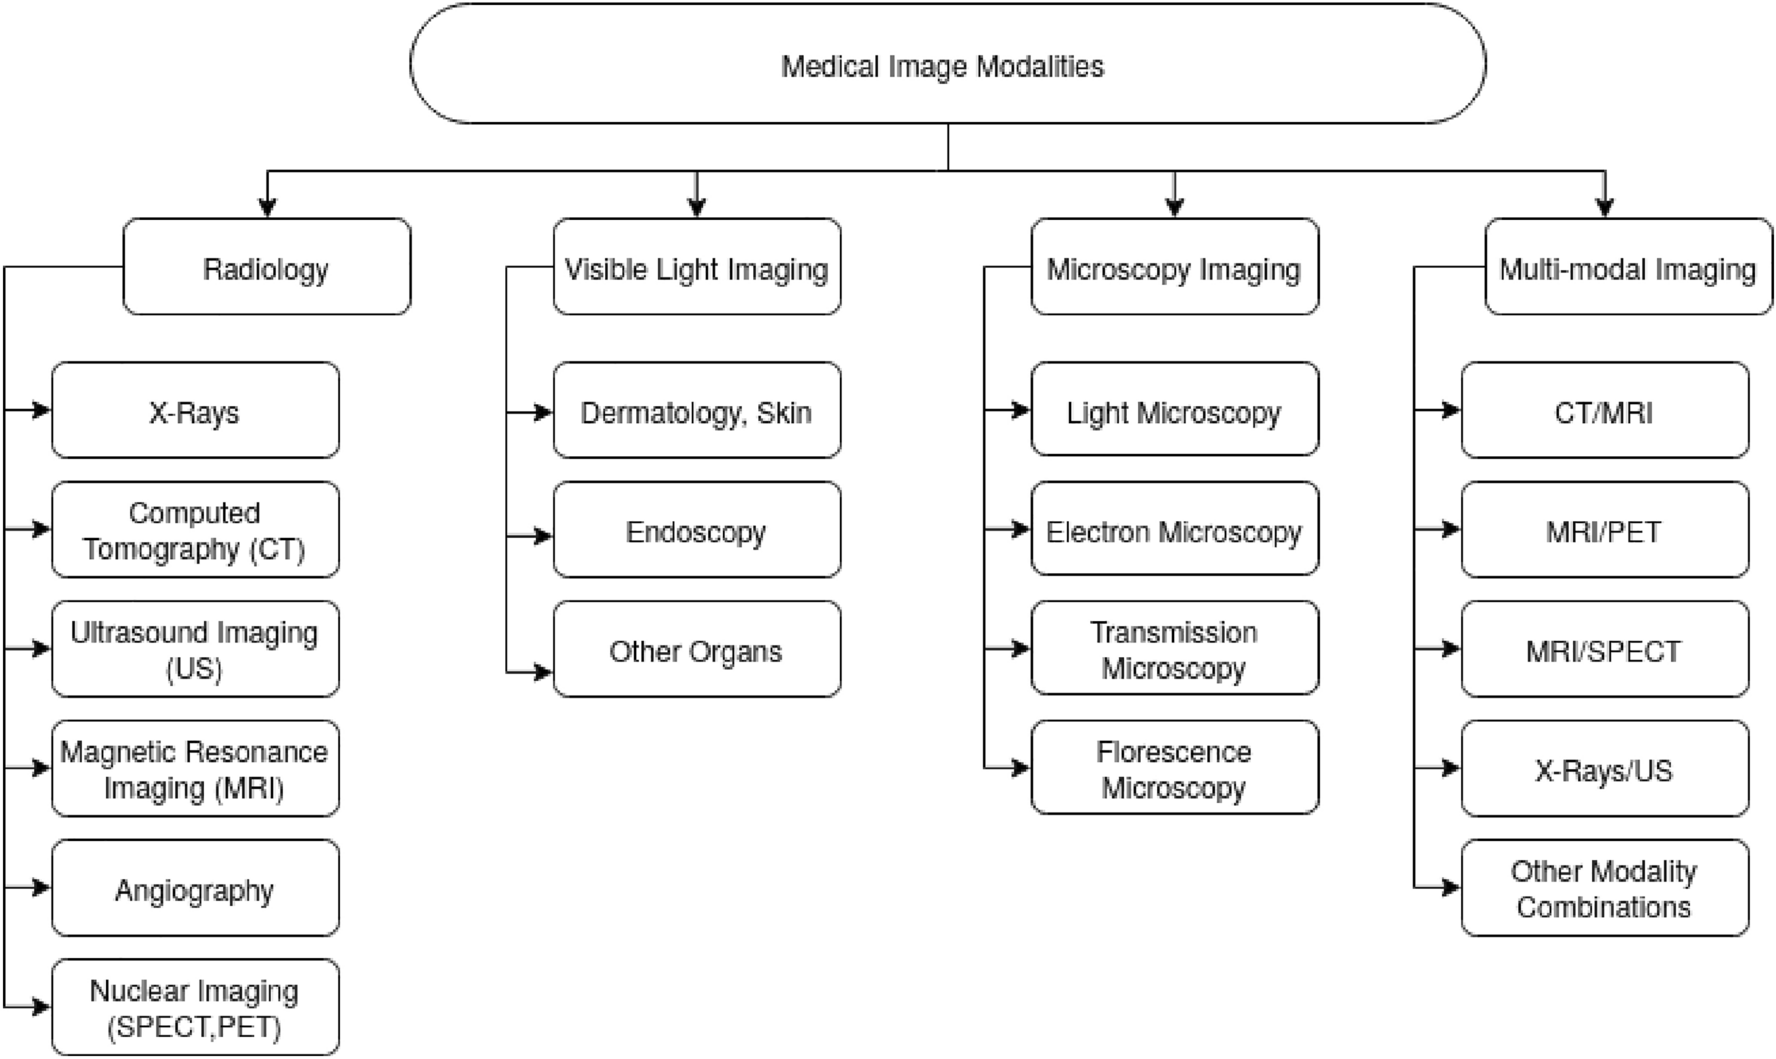 Medical Image Modalities
Radiology
X-Rays
Computed
Tomography (CT)
Ultrasound Imaging
(US)
Magnetic Resonance
Imaging (MRI)
Angiography
Nuclear Imaging
(SPECT,PET)
Visible Light Imaging
Dermatology, Skin
Endoscopy
Other Organs
Microscopy Imaging
Light Microscopy
Electron Microscopy
Transmission
Microscopy
Florescence
Microscopy
Multi-modal Imaging
CT/MRI
MRI/PET
MRI/SPECT
X-Rays/US
Other Modality
Combinations